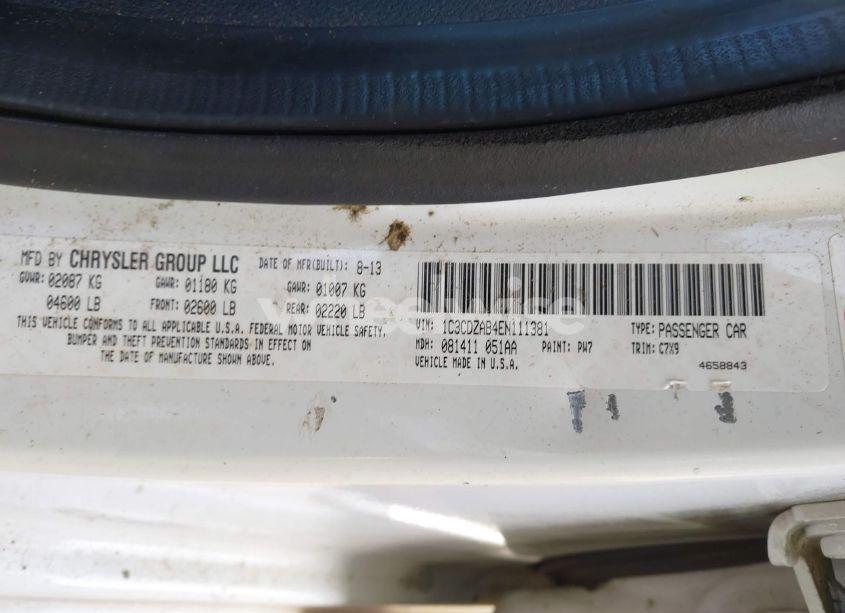 MFD BY CHRYSLER GROUP LLC DATE OF MFR(BUILT): 8-13
GVWR: 02087 KG GAWR: 01180 KG GAWR: 01007 KG
04600 LB FRONT: 02600 LB REAR: 02220 LB
THIS VEHICLE CONFORMS TO ALL APPLICABLE U.S.A. FEDERAL MOTOR VEHICLE SAFETY,
BUMPER AND THEFT PREVENTION STANDARDS IN EFFECT ON
THE DATE OF MANUFACTURE SHOWN ABOVE.
VIN: 1C3CDZAB4EN111381 TYPE: PASSENGER CAR
MDH: 081411 051AA PAINT: PW7 TRIM: C7X9
VEHICLE MADE IN U.S.A. 4658843